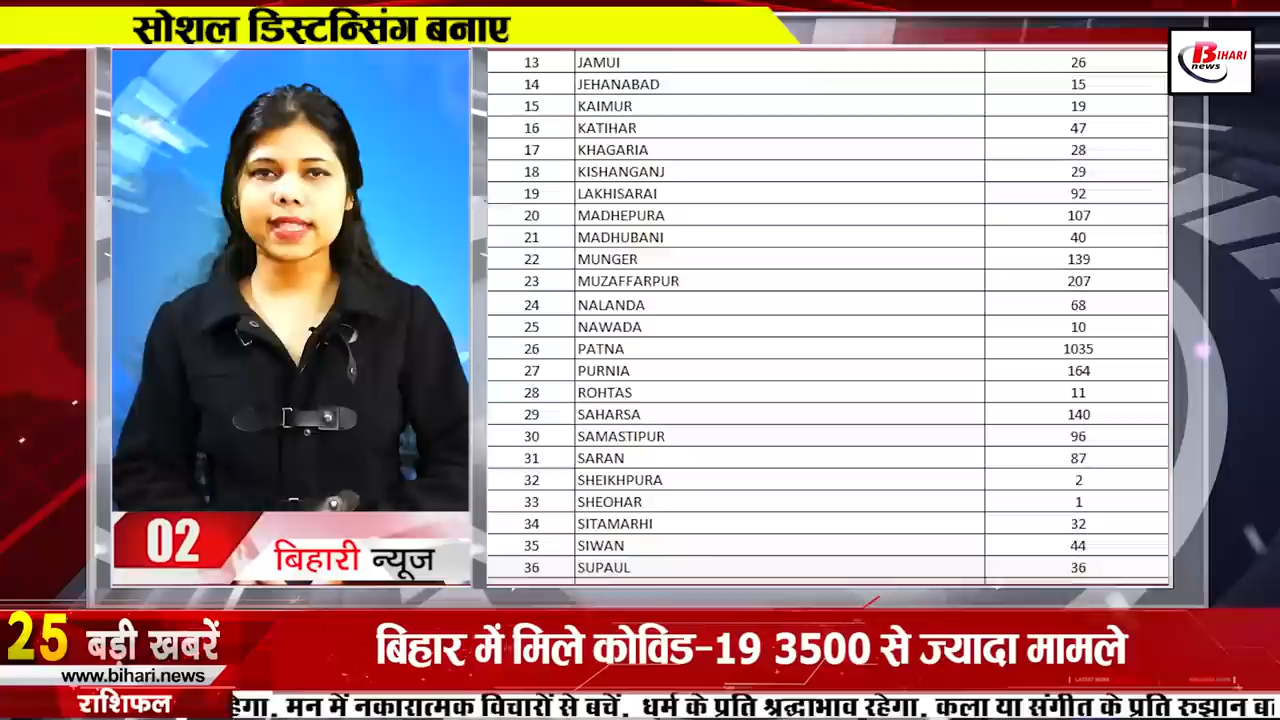 सोशल डिस्टन्सिंग बनाए
BIHARI
news
13 JAMUI 26
14 JEHANABAD 15
15 KAIMUR 19
16 KATIHAR 47
17 KHAGARIA 28
18 KISHANGANJ 29
19 LAKHISARAI 92
20 MADHEPURA 107
21 MADHUBANI 40
22 MUNGER 139
23 MUZAFFARPUR 207
24 NALANDA 68
25 NAWADA 10
26 PATNA 1035
27 PURNIA 164
28 ROHTAS 11
29 SAHARSA 140
30 SAMASTIPUR 96
31 SARAN 87
32 SHEIKHPURA 2
33 SHEOHAR 1
34 SITAMARHI 32
35 SIWAN 44
36 SUPAUL 36
02
बिहारी न्यूज
25 बड़ी खबरें
www.bihari.news
बिहार में मिले कोविड-19 3500 से ज्यादा मामले
LATEST NEWS
राशिफल
मन में नकारात्मक विचारों से बचें. धर्म के प्रति श्रद्धाभाव रहेगा. कला या संगीत के प्रति रुझान